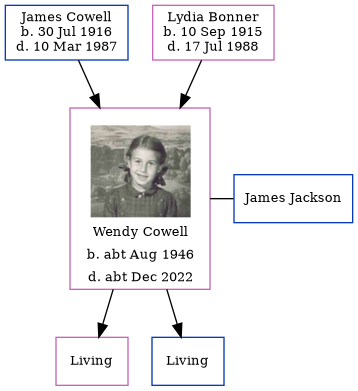 James Cowell
b. 30 Jul 1916
d. 10 Mar 1987
Lydia Bonner
b. 10 Sep 1915
d. 17 Jul 1988
Wendy Cowell
b. abt Aug 1946
d. abt Dec 2022
James Jackson
Living
Living